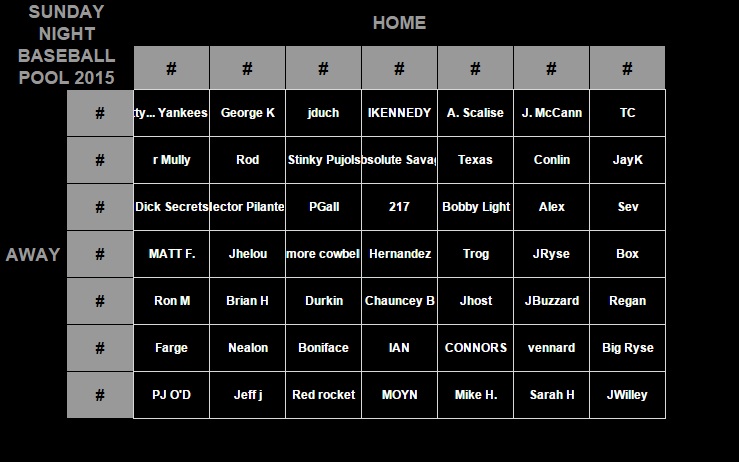 SUNDAY
NIGHT
BASEBALL
POOL 2015
HOME
# # # # # # #
# tty... Yankees George K jduch IKENNEDY A. Scalise J. McCann TC
# r Mully Rod Stinky Pujols bsolute Savag Texas Conlin JayK
# Dick Secrets lector Pilante PGall 217 Bobby Light Alex Sev
AWAY # MATT F. Jhelou more cowbell Hernandez Trog JRyse Box
# Ron M Brian H Durkin Chauncey B Jhost JBuzzard Regan
# Farge Nealon Boniface IAN CONNORS vennard Big Ryse
# PJ O'D Jeff j Red rocket MOYN Mike H. Sarah H JWilley